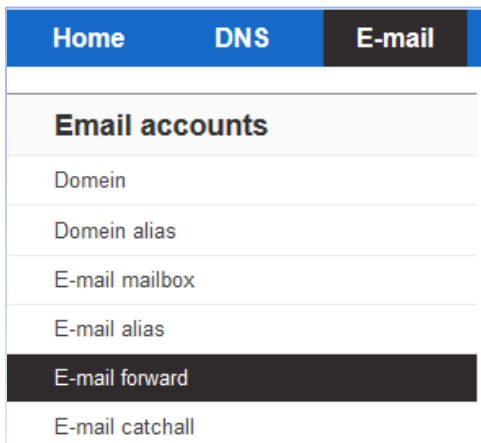 Home DNS E-mail
Email accounts
Domein
Domein alias
E-mail mailbox
E-mail alias
E-mail forward
E-mail catchall